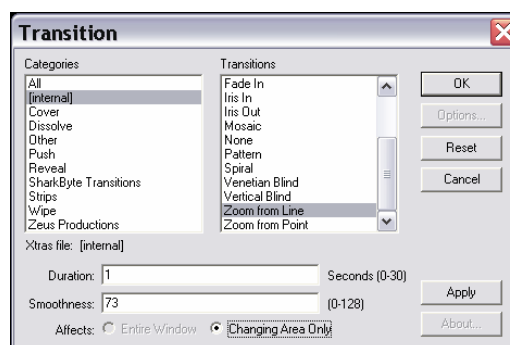 Transition
Categories
All
[internal]
Cover
Dissolve
Other
Push
Reveal
SharkByte Transitions
Strips
Wipe
Zeus Productions
Transitions
Fade In
Iris In
Iris Out
Mosaic
None
Pattern
Spiral
Venetian Blind
Vertical Blind
Zoom from Line
Zoom from Point
OK
Options...
Reset
Cancel
Xtras file: [internal]
Duration: 1 Seconds (0-30)
Smoothness: 73 (0-128)
Affects: Entire Window Changing Area Only
Apply
About...